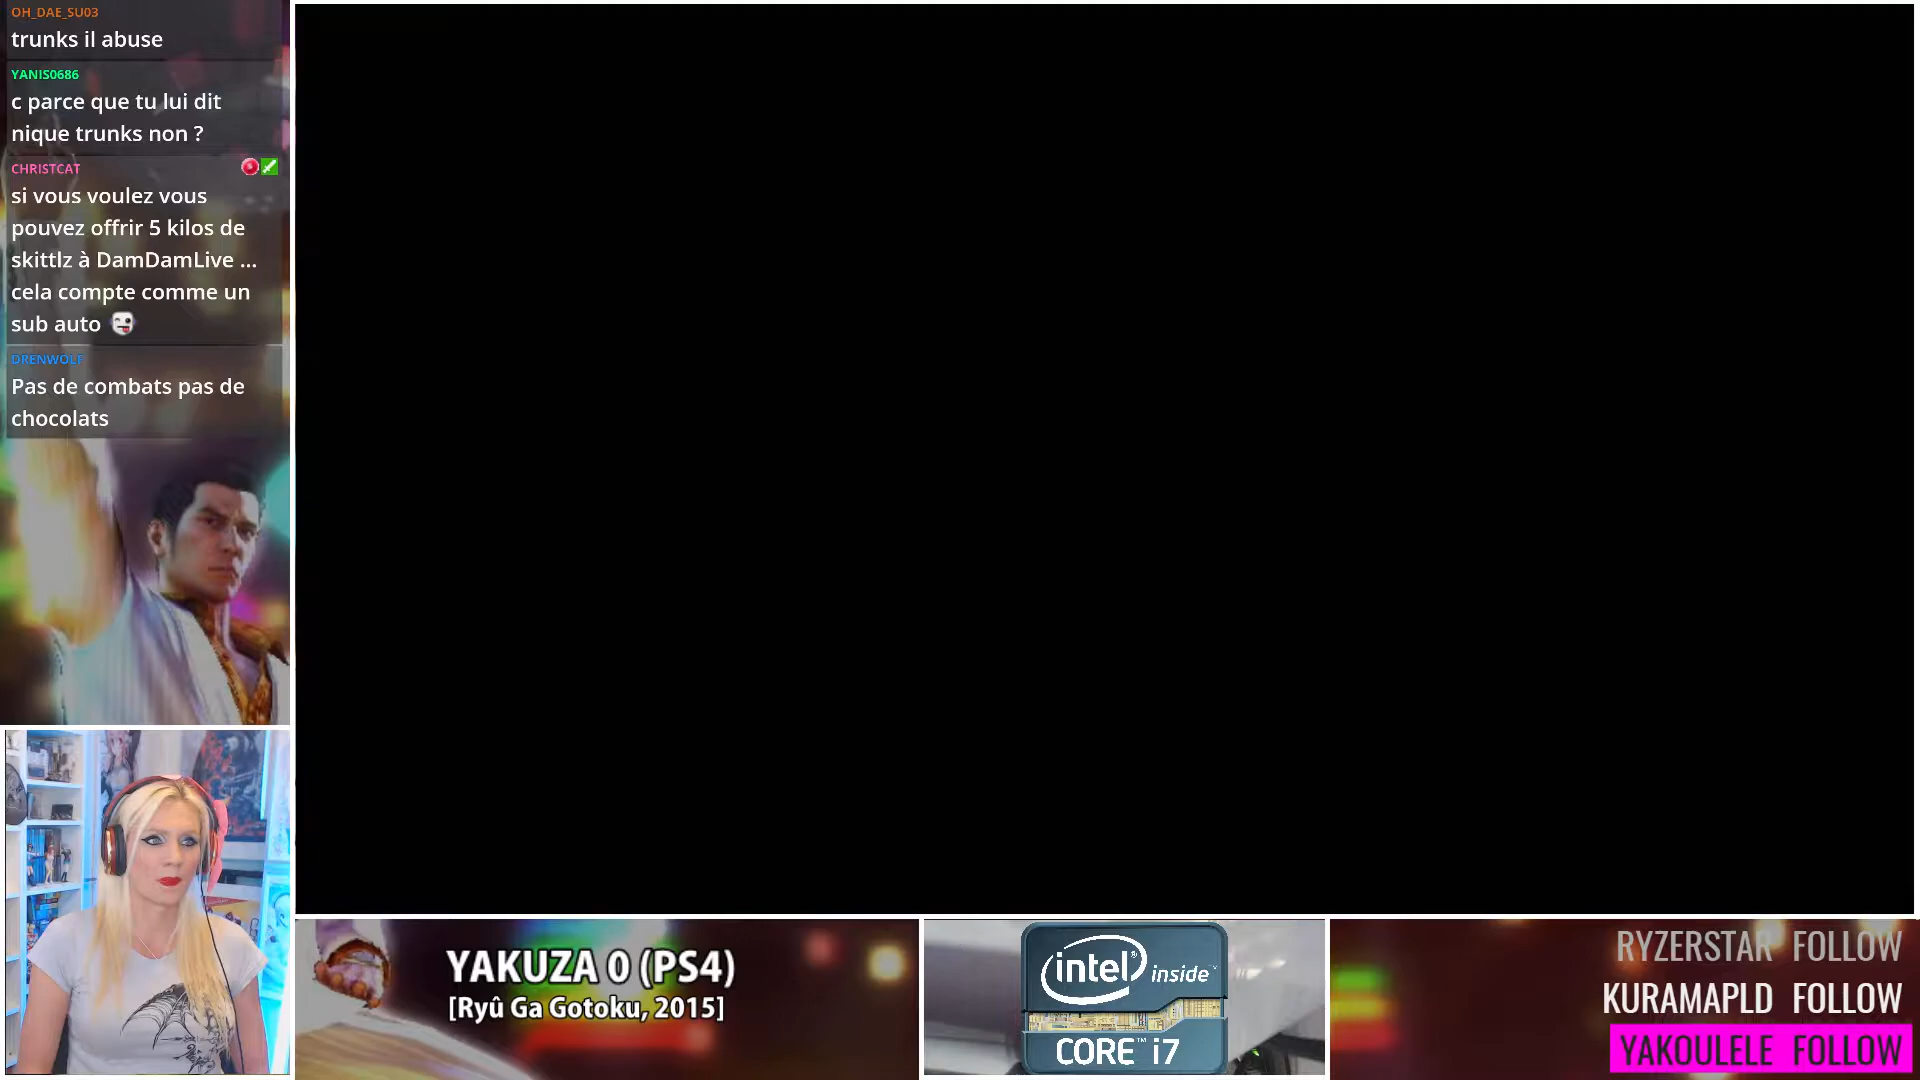 OH_DAE_SU03
trunks il abuse
YANIS0686
c parce que tu lui dit
nique trunks non ?
CHRISTCAT
si vous voulez vous
pouvez offrir 5 kilos de
skittlz à DamDamLive ...
cela compte comme un
sub auto
DRENWOLF
Pas de combats pas de
chocolats
YAKUZA 0 (PS4)
[Ryû Ga Gotoku, 2015]
intel® inside™
CORE™ i7
RYZERSTAR FOLLOW
KURAMAPLD FOLLOW
YAKOULELE FOLLOW